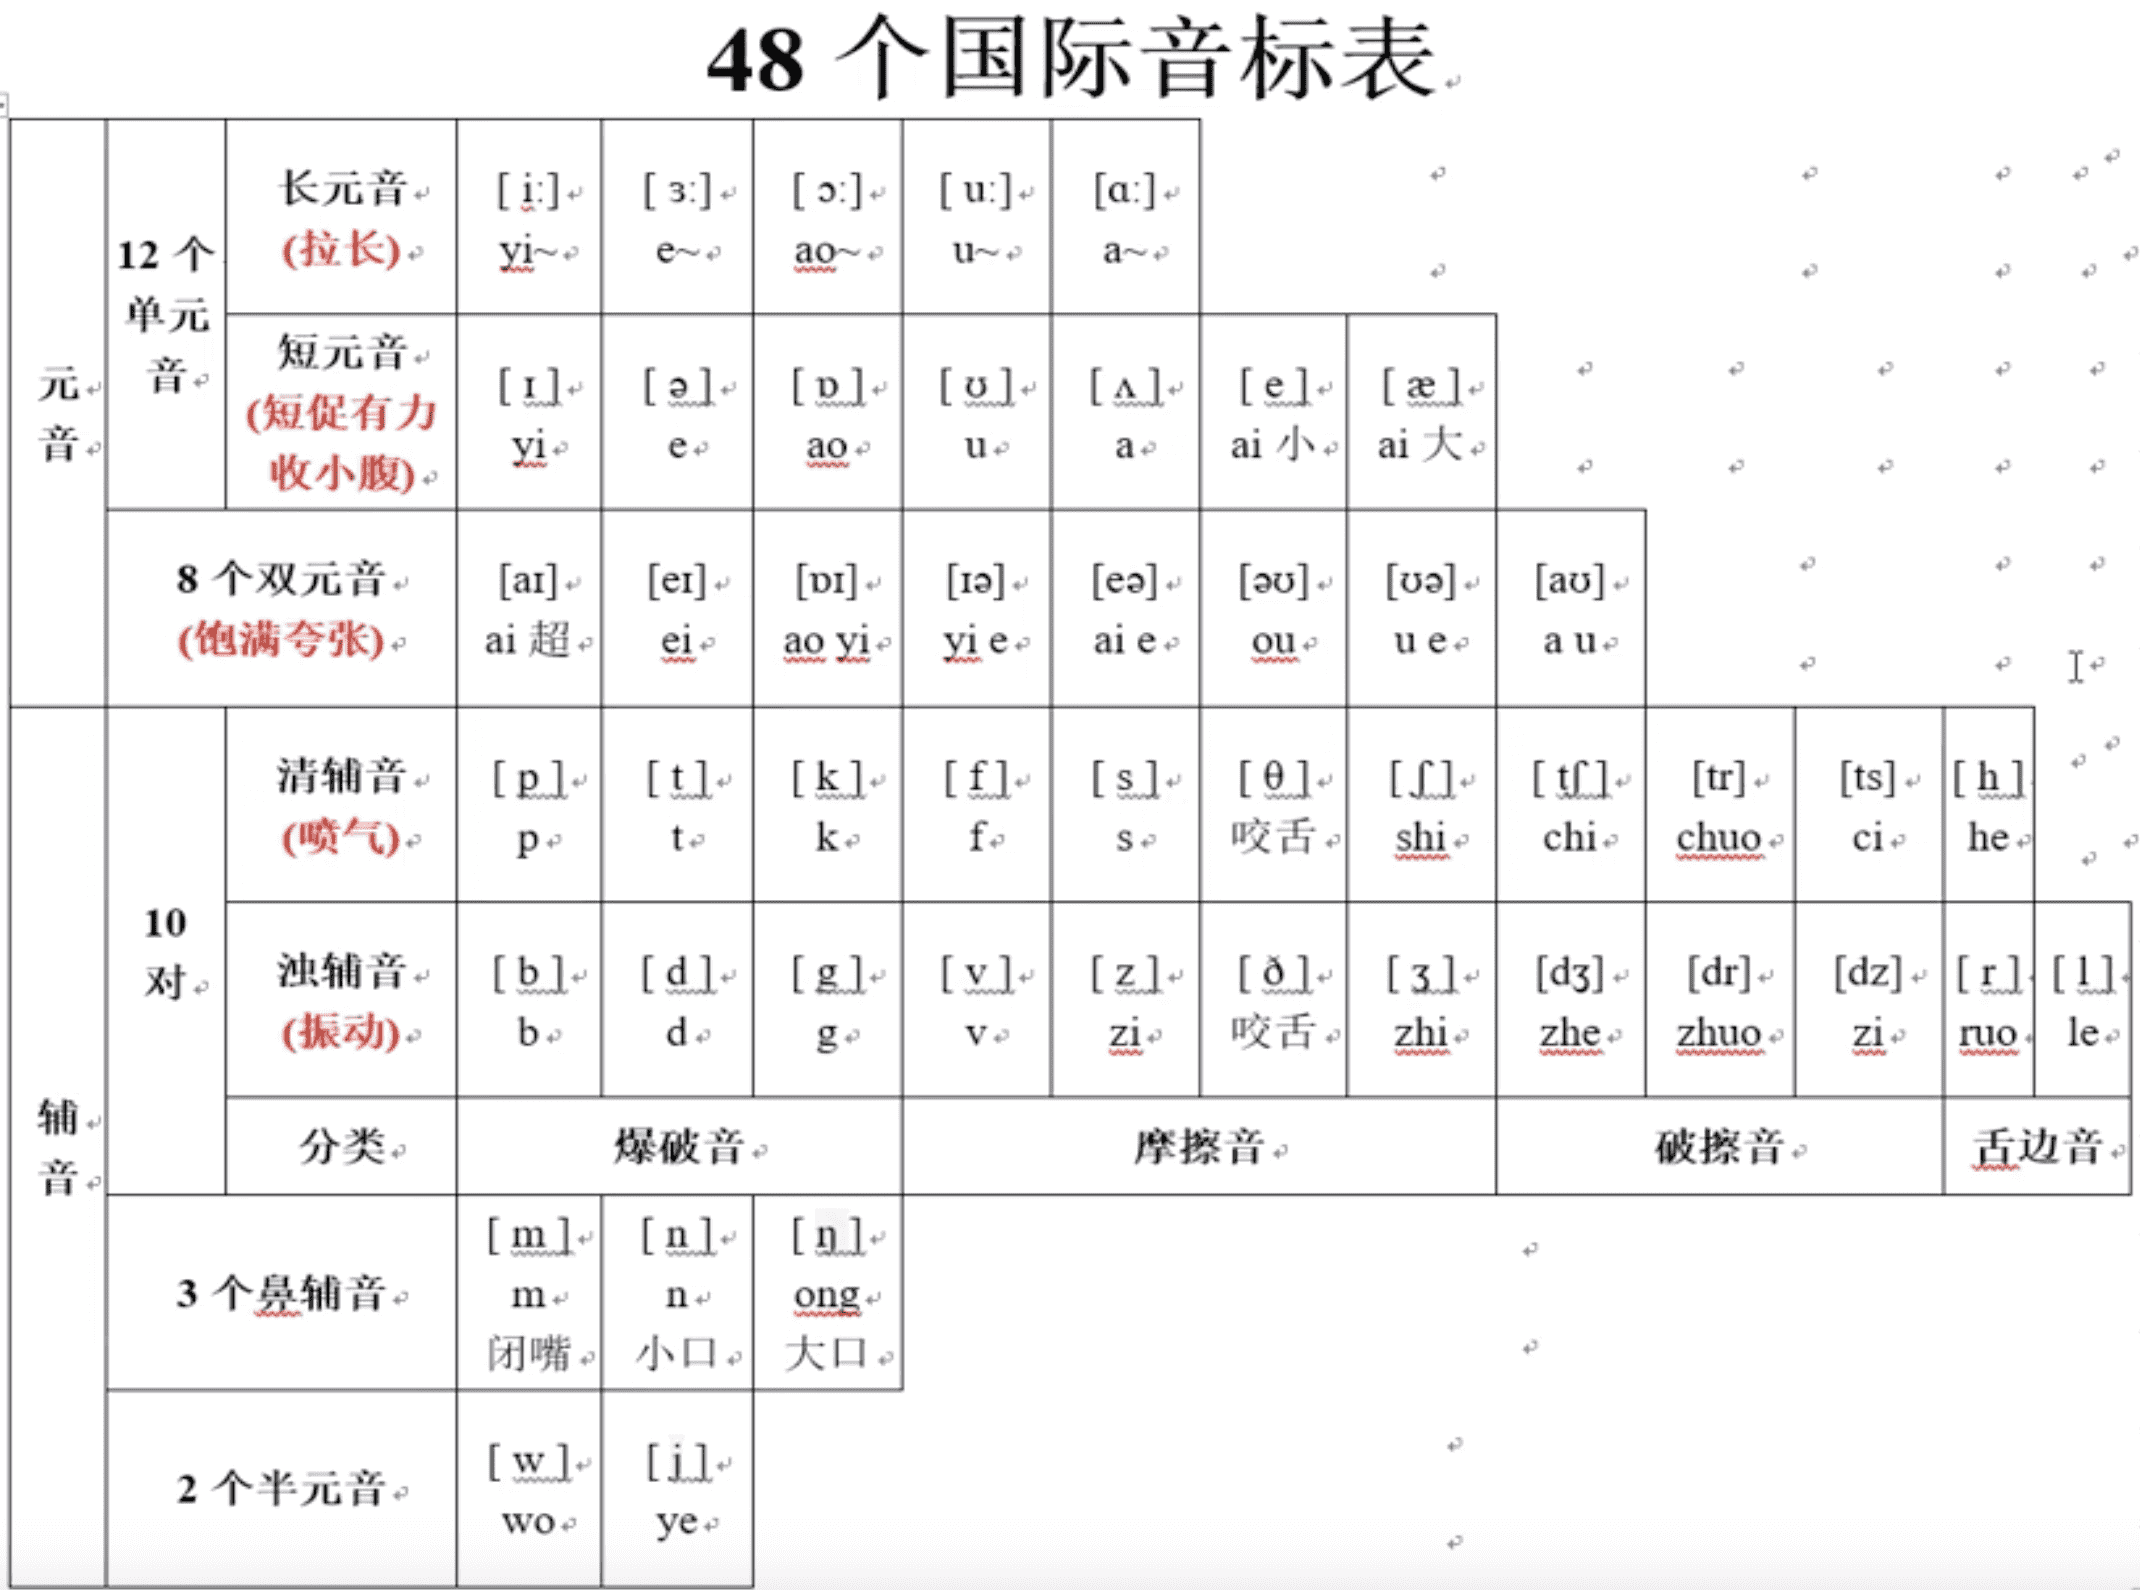 48 个国际音标表
元音
12 个单元音
长元音
(拉长)
[ i:] [ ɜ:] [ ɔ:] [ u:] [ɑ:]
yi~ e~ ao~ u~ a~
短元音
(短促有力
收小腹)
[ ɪ ] [ ə ] [ ɒ ] [ ʊ ] [ ʌ ] [ e ] [ æ ]
yi e ao u a ai 小 ai 大
8 个双元音
(饱满夸张)
[aɪ] [eɪ] [ɒɪ] [ɪə] [eə] [əʊ] [ʊə] [aʊ]
ai 超 ei ao yi yi e ai e ou u e a u
辅音
10
对
清辅音
(喷气)
[ p ] [ t ] [ k ] [ f ] [ s ] [ θ ] [ ʃ ] [ tʃ ] [tr] [ts] [ h ]
p t k f s 咬舌 shi chi chuo ci he
浊辅音
(振动)
[ b ] [ d ] [ g ] [ v ] [ z ] [ ð ] [ ʒ ] [dʒ] [dr] [dz] [ r ] [ l ]
b d g v zi 咬舌 zhi zhe zhuo zi ruo le
分类 爆破音 摩擦音 破擦音 舌边音
3 个鼻辅音
[ m ] [ n ] [ ŋ ]
m n ong
闭嘴 小口 大口
2 个半元音
[ w ] [ j ]
wo ye